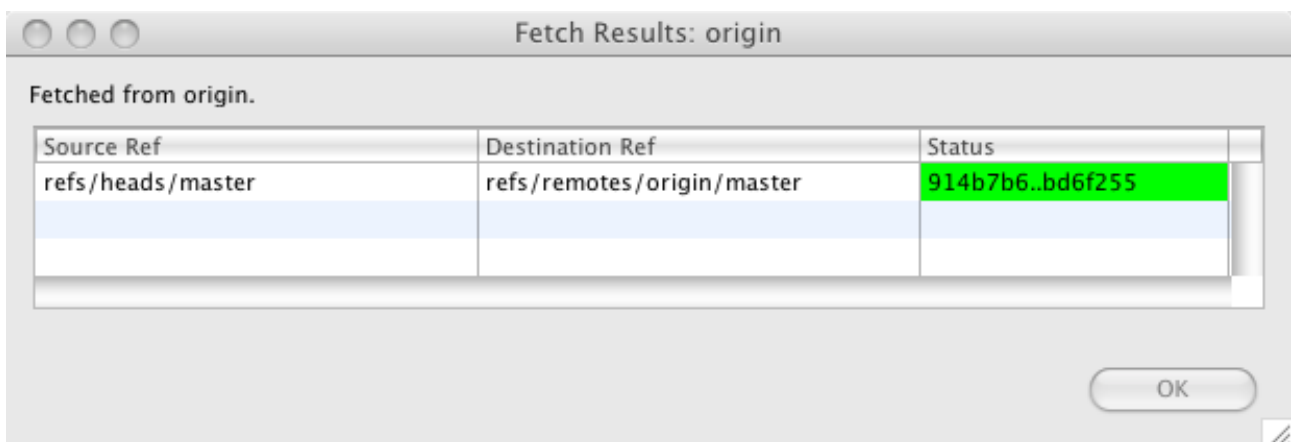 Fetch Results: origin
Fetched from origin.
Source Ref Destination Ref Status
refs/heads/master refs/remotes/origin/master 914b7b6..bd6f255
OK